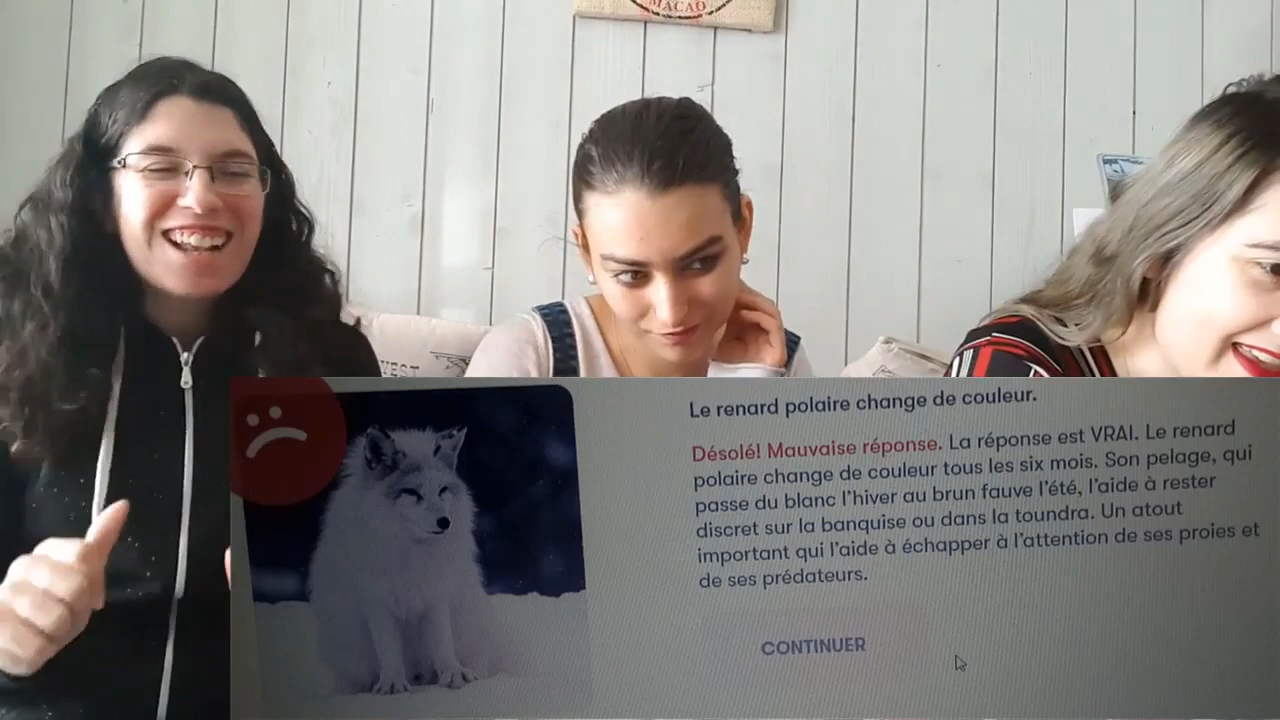 MACAO
VEST
Le renard polaire change de couleur.
Désolé! Mauvaise réponse. La réponse est VRAI. Le renard
polaire change de couleur tous les six mois. Son pelage, qui
passe du blanc l'hiver au brun fauve l'été, l'aide à rester
discret sur la banquise ou dans la toundra. Un atout
important qui l'aide à échapper à l'attention de ses proies et
de ses prédateurs.
CONTINUER